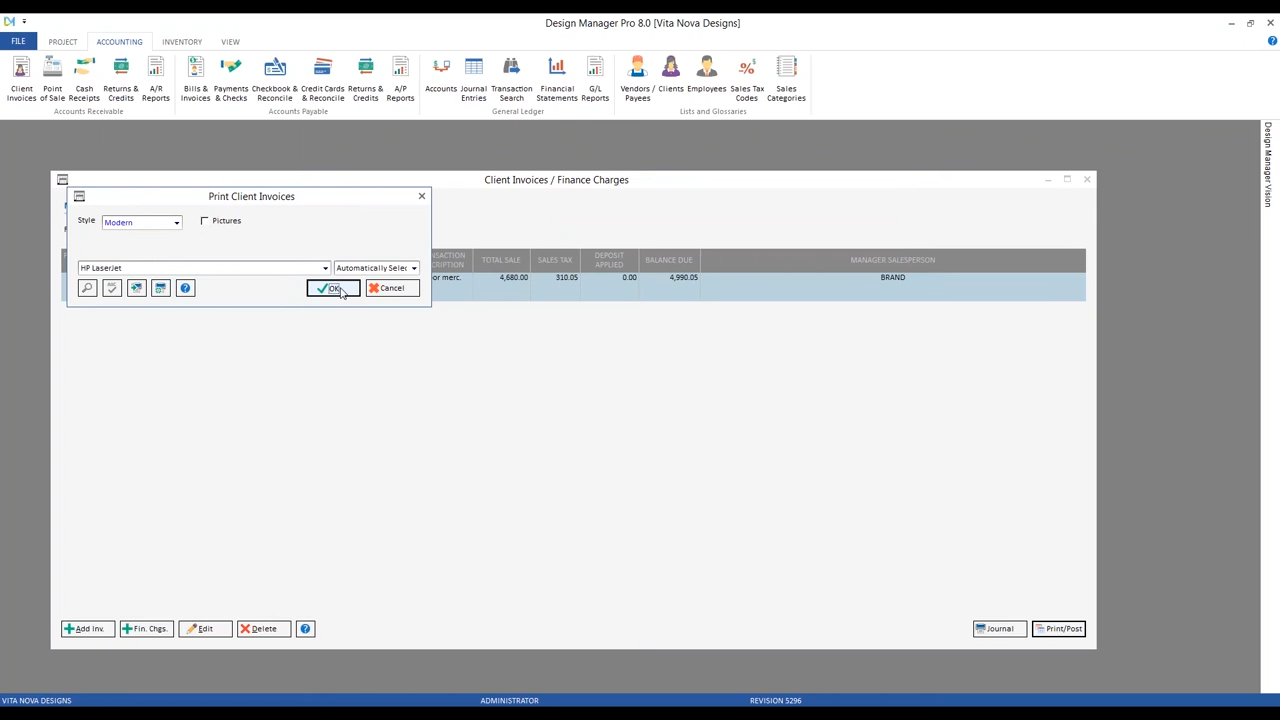 DM
Design Manager Pro 8.0 [Vita Nova Designs]
FILE PROJECT ACCOUNTING INVENTORY VIEW
Client Invoices
Point of Sale
Cash Receipts
Returns & Credits
A/R Reports
Bills & Invoices
Payments & Checks
Checkbook & Reconcile
Credit Cards & Reconcile
Returns & Credits
A/P Reports
Accounts
Journal Entries
Transaction Search
Financial Statements
G/L Reports
Vendors / Payees
Clients
Employees
Sales Tax Codes
Sales Categories
Accounts Receivable
Accounts Payable
General Ledger
Lists and Glossaries
Design Manager Vision
Client Invoices / Finance Charges
Print Client Invoices
Style Modern Pictures
HP LaserJet Automatically Selec
OK Cancel
TOTAL SALE SALES TAX DEPOSIT APPLIED BALANCE DUE MANAGER SALESPERSON
or merc. 4,680.00 310.05 0.00 4,990.05 BRAND
Add Inv. Fin. Chgs. Edit Delete Journal Print/Post
VITA NOVA DESIGNS ADMINISTRATOR REVISION 5296